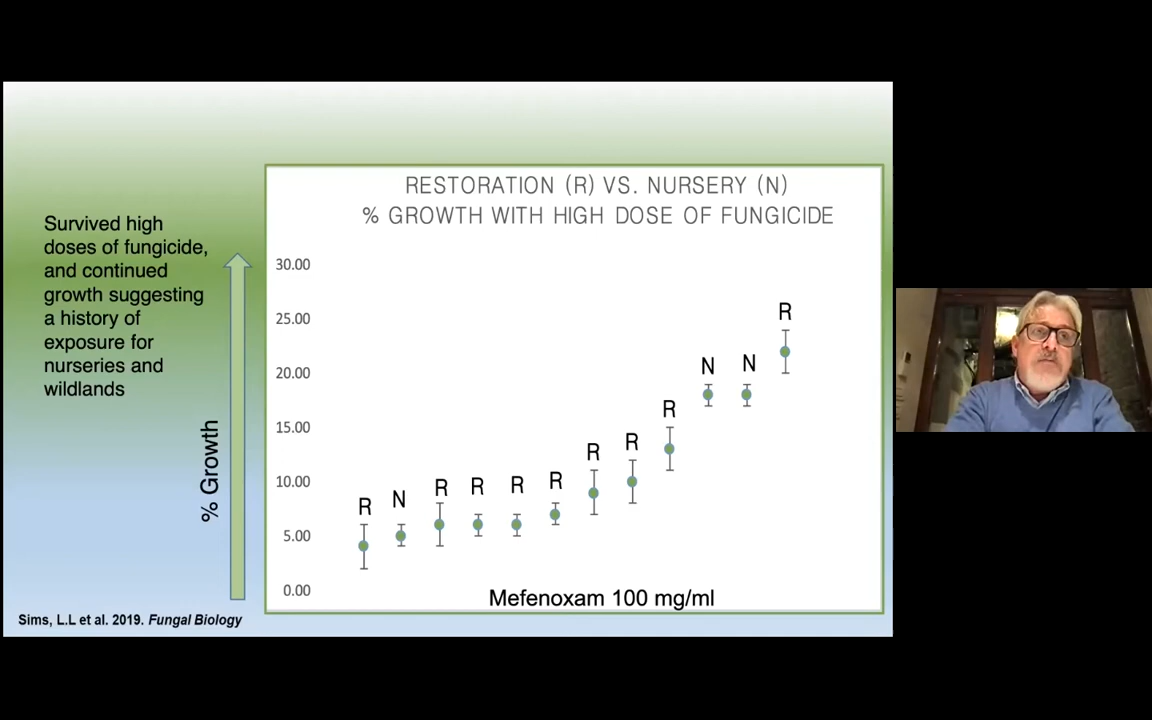 RESTORATION (R) VS. NURSERY (N)
% GROWTH WITH HIGH DOSE OF FUNGICIDE
Survived high
doses of fungicide,
and continued
growth suggesting
a history of
exposure for
nurseries and
wildlands
% Growth
30.00
25.00
20.00
15.00
10.00
5.00
0.00
R
N
R
R
R
R
R
R
R
N
N
R
Mefenoxam 100 mg/ml
Sims, L.L et al. 2019. Fungal Biology